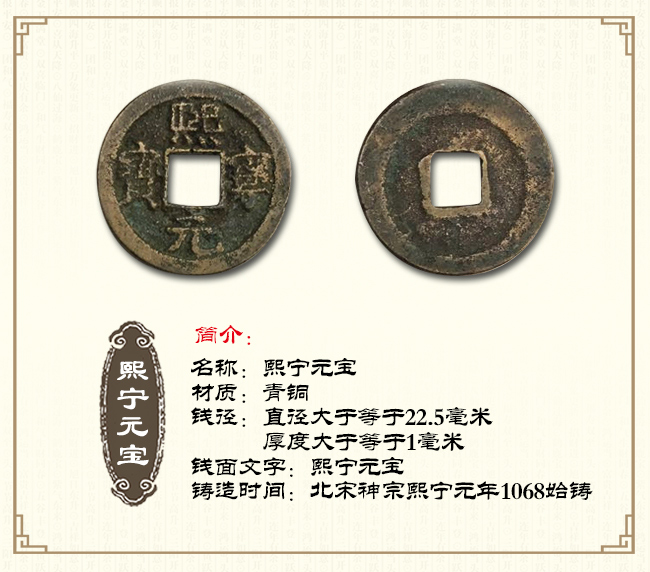 熙
寶 寧
元
熙宁元宝
简介：
名称：熙宁元宝
材质：青铜
钱径：直径大于等于22.5毫米
厚度大于等于1毫米
钱面文字：熙宁元宝
铸造时间：北宋神宗熙宁元年1068始铸